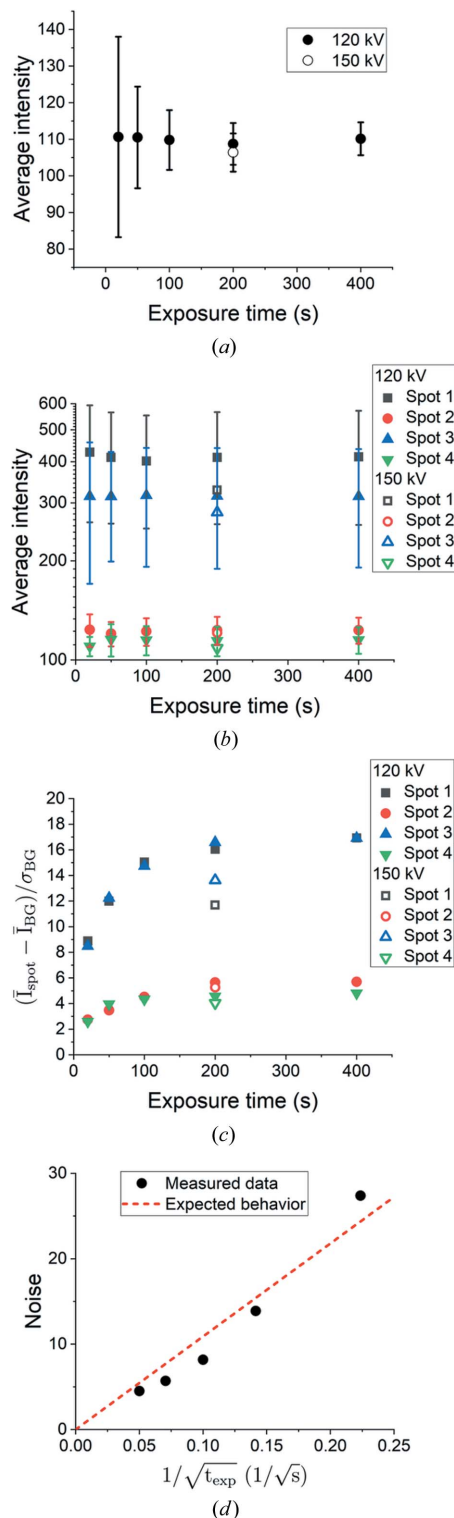 140
130
120
110
100
90
80
Average intensity
120 kV
150 kV
0 100 200 300 400
Exposure time (s)
(a)
600
500
400
300
200
100
Average intensity
120 kV
Spot 1
Spot 2
Spot 3
Spot 4
150 kV
Spot 1
Spot 2
Spot 3
Spot 4
0 100 200 300 400
Exposure time (s)
(b)
20
18
16
14
12
10
8
6
4
2
0
(Īspot − ĪBG)/σBG
120 kV
Spot 1
Spot 2
Spot 3
Spot 4
150 kV
Spot 1
Spot 2
Spot 3
Spot 4
0 100 200 300 400
Exposure time (s)
(c)
30
20
10
0
Noise
Measured data
Expected behavior
0.00 0.05 0.10 0.15 0.20 0.25
1/√texp (1/√s)
(d)